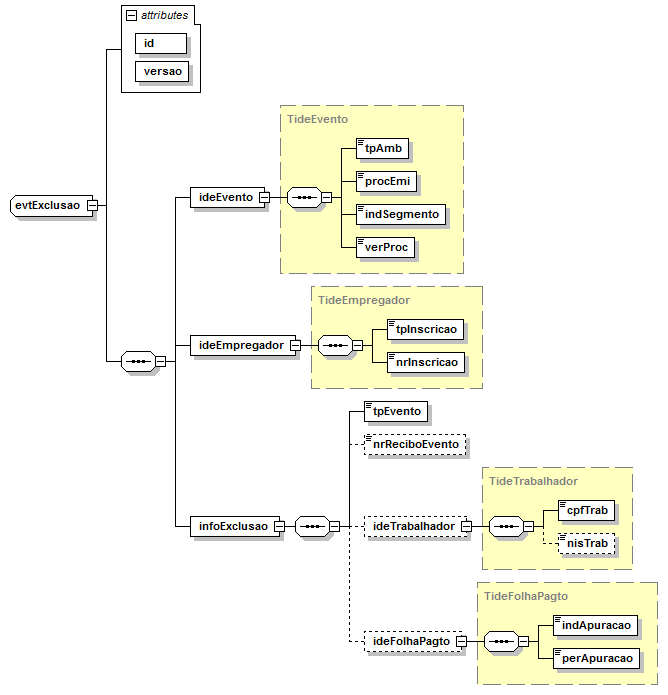 attributes
id
versao
evtExclusao
TideEvento
ideEvento
tpAmb
procEmi
indSegmento
verProc
TideEmpregador
ideEmpregador
tpInscricao
nrInscricao
infoExclusao
tpEvento
nrReciboEvento
TideTrabalhador
ideTrabalhador
cpfTrab
nisTrab
TideFolhaPagto
ideFolhaPagto
indApuracao
perApuracao